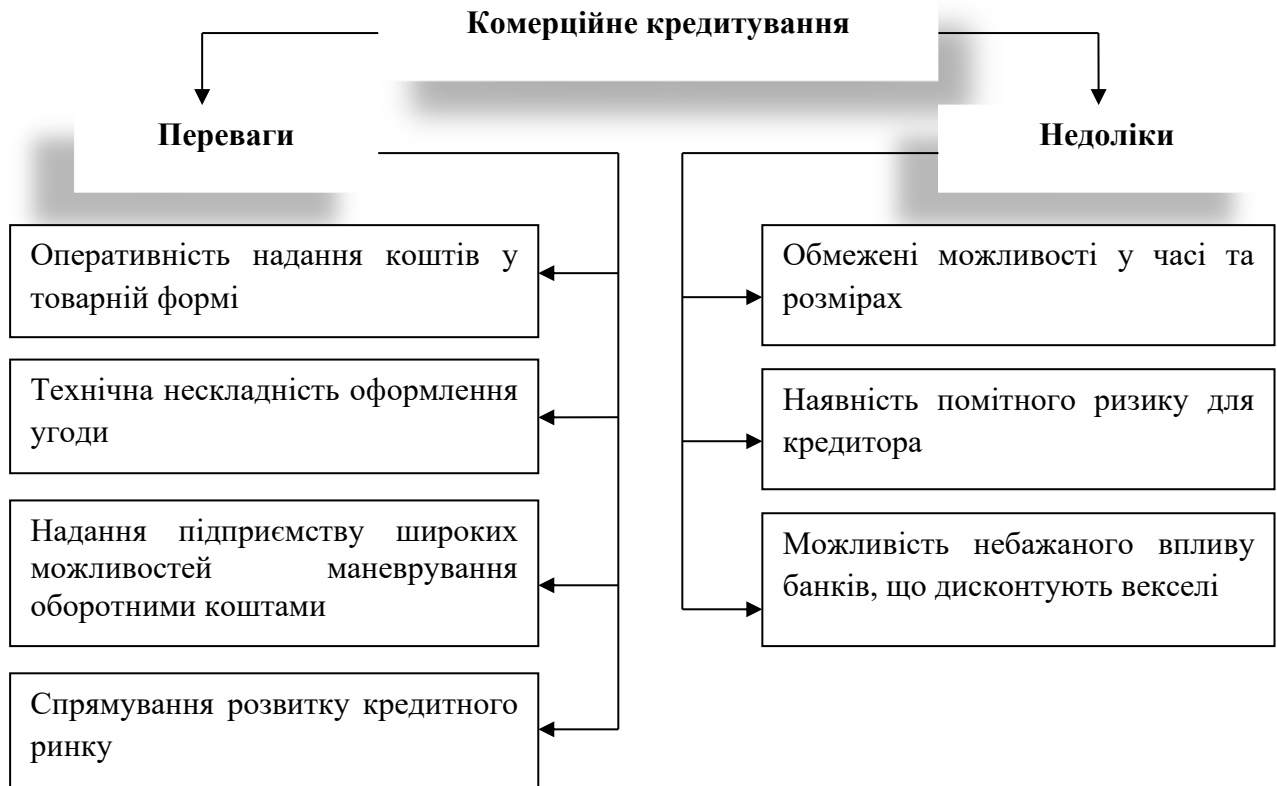 Комерційне кредитування
Переваги
Недоліки
Оперативність надання коштів у
товарній формі
Технічна нескладність оформлення
угоди
Надання підприємству широких
можливостей маневрування
оборотними коштами
Спрямування розвитку кредитного
ринку
Обмежені можливості у часі та
розмірах
Наявність помітного ризику для
кредитора
Можливість небажаного впливу
банків, що дисконтують векселі